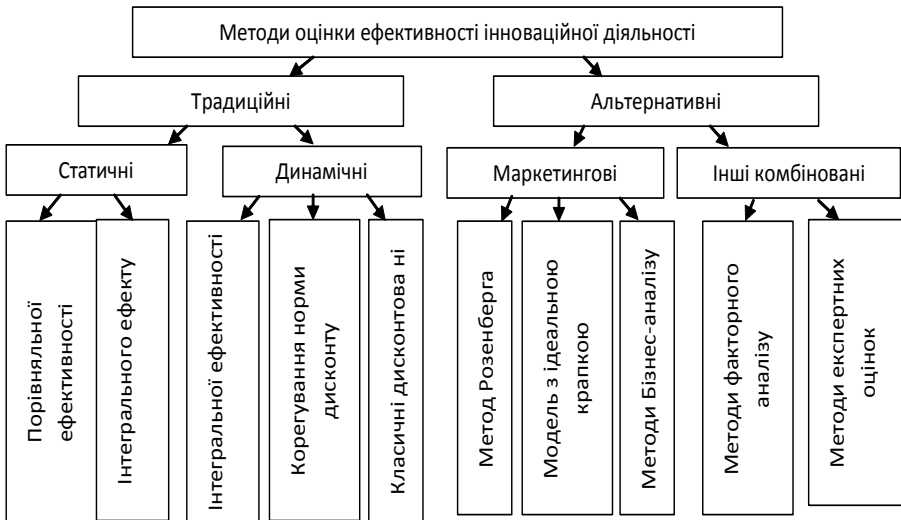 Методи оцінки ефективності інноваційної діяльності
Традиційні
Альтернативні
Статичні
Динамічні
Маркетингові
Інші комбіновані
Порівняльної
ефективності
Інтегрального ефекту
Інтегральної ефективності
Корегування норми
дисконту
Класичні дисконтова ні
Метод Розенберга
Модель з ідеальною
крапкою
Методи Бізнес-аналізу
Методи факторного
аналізу
Методи експертних
оцінок